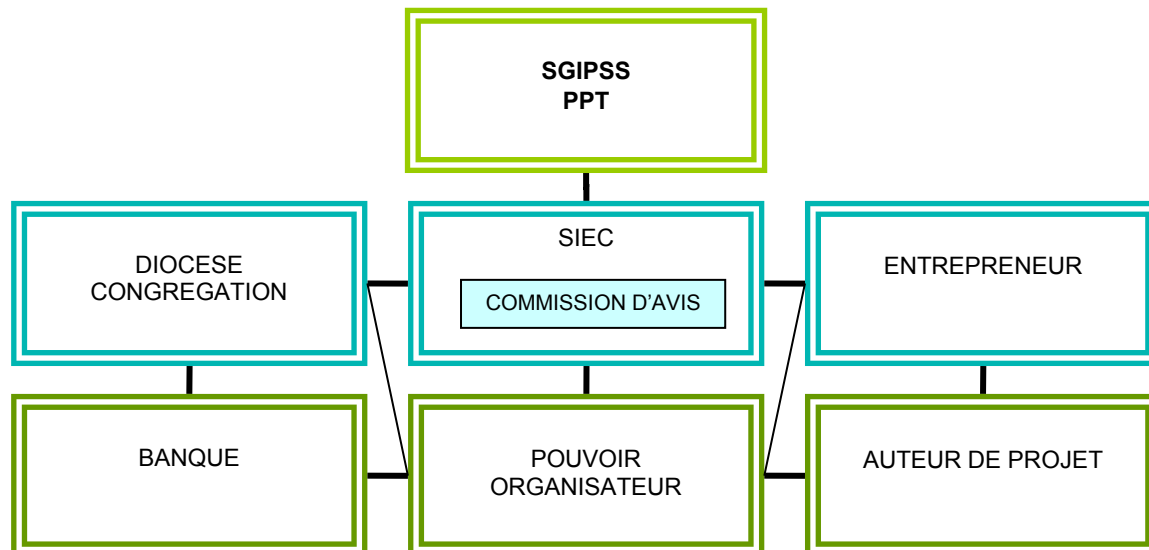 SGIPSS
PPT
DIOCESE
CONGREGATION
SIEC
COMMISSION D'AVIS
ENTREPRENEUR
BANQUE
POUVOIR
ORGANISATEUR
AUTEUR DE PROJET